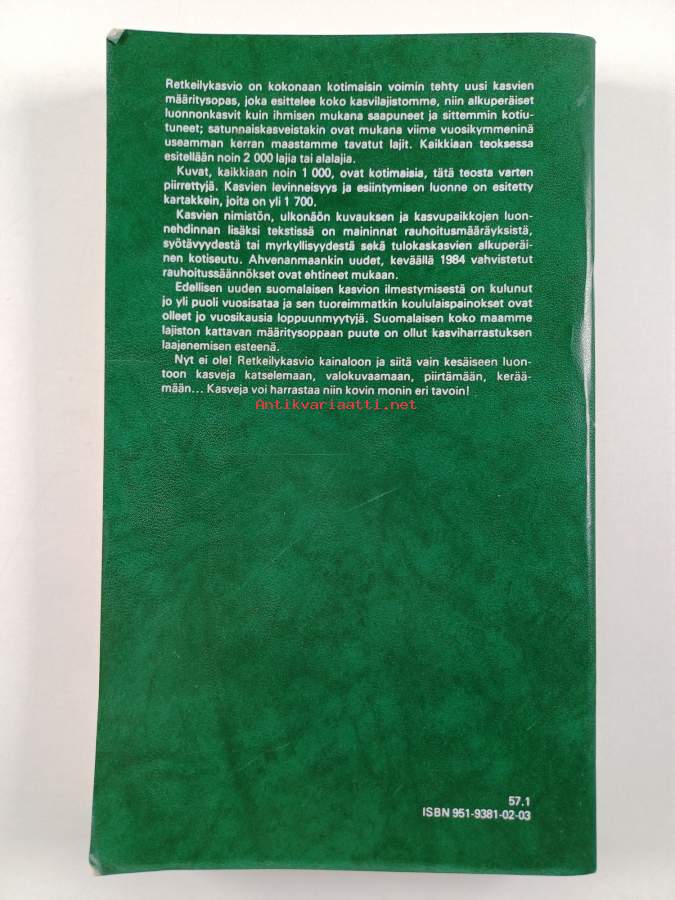 Retkeilykasvio on kokonaan kotimaisin voimin tehty uusi kasvien
määritysopas, joka esittelee koko kasvilajistomme, niin alkuperäiset
luonnonkasvit kuin ihmisen mukana saapuneet ja sittemmin kotiu-
tuneet; satunnaiskasveistakin ovat mukana viime vuosikymmeninä
useamman kerran maastamme tavatut lajit. Kaikkiaan teoksessa
esitellään noin 2 000 lajia tai alalajia.
Kuvat, kaikkiaan noin 1 000, ovat kotimaisia, tätä teosta varten
piirrettyjä. Kasvien levinneisyys ja esiintymisen luonne on esitetty
kartakkein, joita on yli 1 700.
Kasvien nimistön, ulkonäön kuvauksen ja kasvupaikkojen luon-
nehdinnan lisäksi tekstissä on maininnat rauhoitusmääräyksistä,
syötävyydestä tai myrkyllisyydestä sekä tulokaskasvien alkuperäi-
nen kotiseutu. Ahvenanmaankin uudet, keväällä 1984 vahvistetut
rauhoitussäännökset ovat ehtineet mukaan.
Edellisen uuden suomalaisen kasvion ilmestymisestä on kulunut
jo yli puoli vuosisataa ja sen tuoreimmatkin koululaispainokset ovat
olleet jo vuosikausia loppuunmyytyjä. Suomalaisen koko maamme
lajiston kattavan määritysoppaan puute on ollut kasviharrastuksen
laajenemisen esteenä.
Nyt ei ole! Retkeilykasvio kainaloon ja siitä vain kesäiseen luon-
toon kasveja katselemaan, valokuvaamaan, piirtämään, kerää-
mään... Kasveja voi harrastaa niin kovin monin eri tavoin!
Antikvariaatti.net
57.1
ISBN 951-9381-02-03